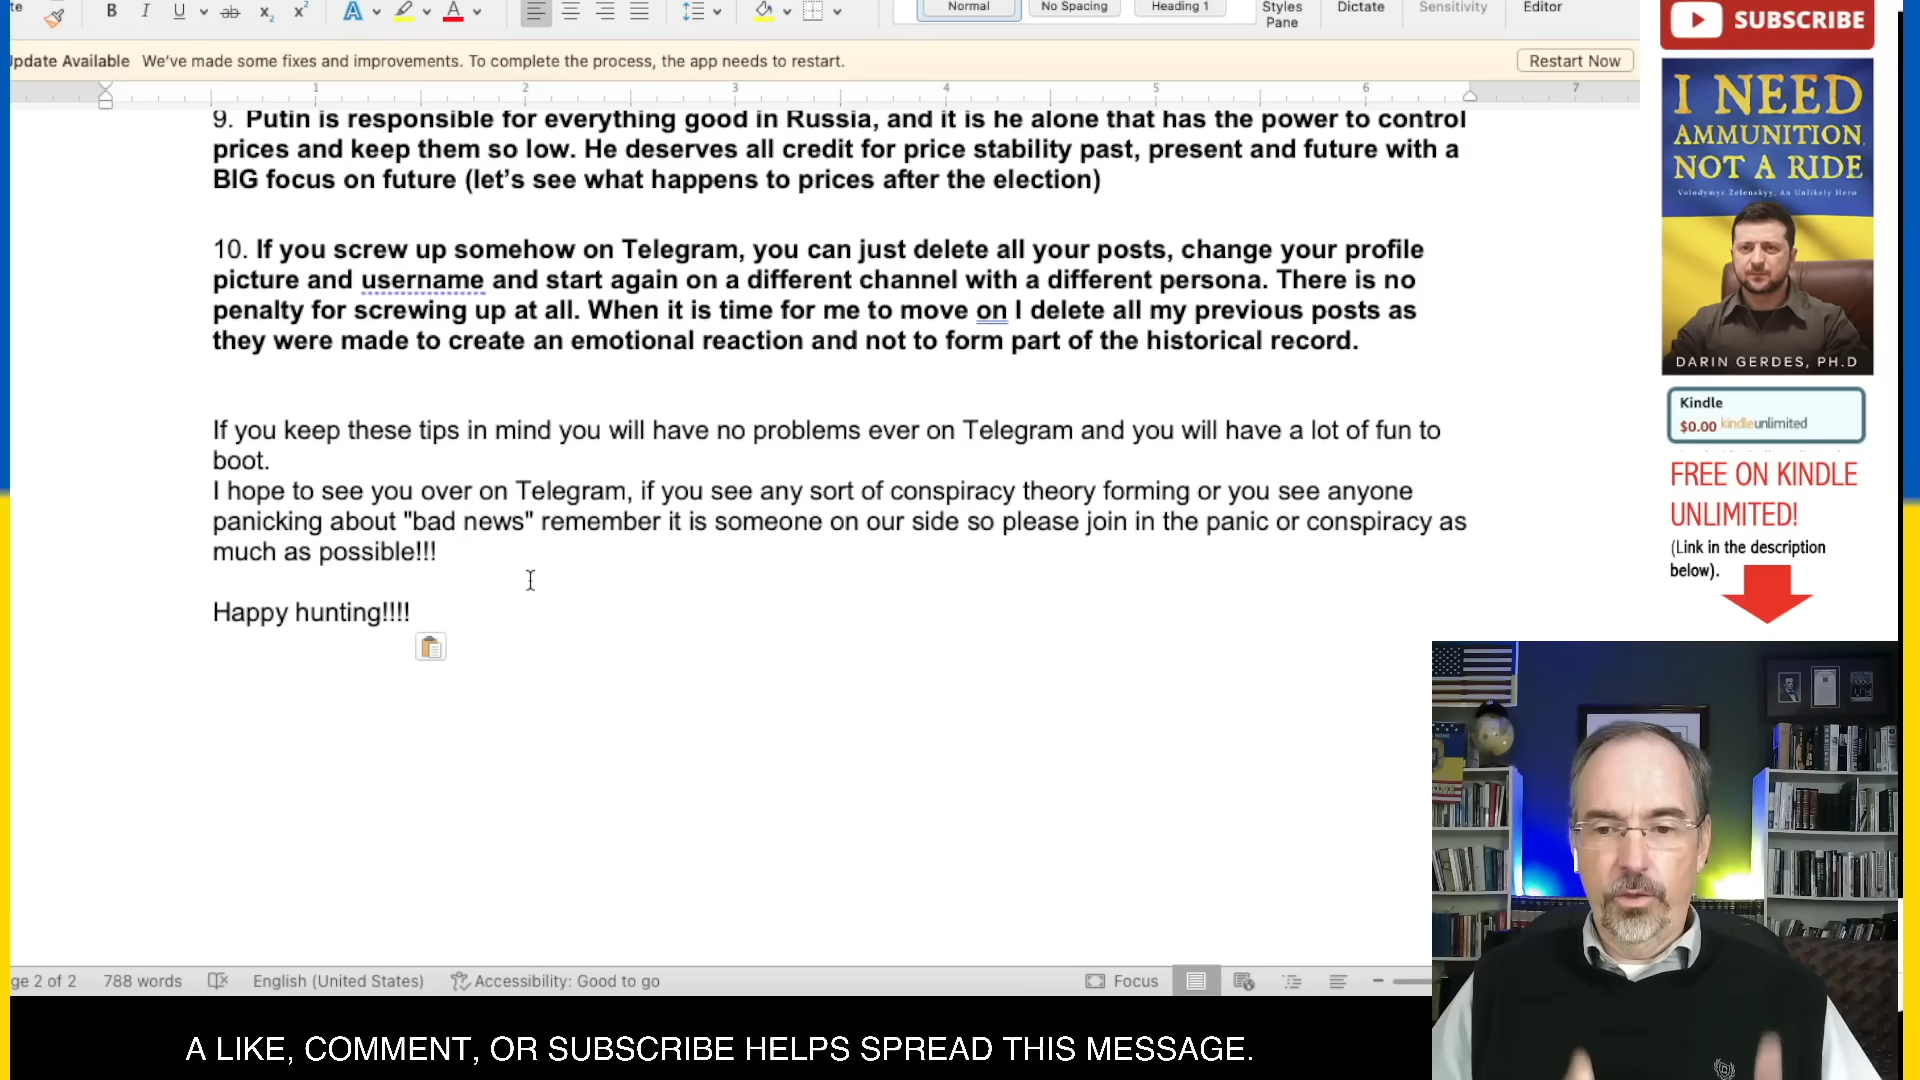 B I U ab x₂ x² A A
Normal
No Spacing
Heading 1
Styles
Pane
Dictate
Sensitivity
Editor
SUBSCRIBE
Update Available We've made some fixes and improvements. To complete the process, the app needs to restart.
Restart Now
1 2 3 4 5 6 7
9. Putin is responsible for everything good in Russia, and it is he alone that has the power to control
prices and keep them so low. He deserves all credit for price stability past, present and future with a
BIG focus on future (let's see what happens to prices after the election)
10. If you screw up somehow on Telegram, you can just delete all your posts, change your profile
picture and username and start again on a different channel with a different persona. There is no
penalty for screwing up at all. When it is time for me to move on I delete all my previous posts as
they were made to create an emotional reaction and not to form part of the historical record.
If you keep these tips in mind you will have no problems ever on Telegram and you will have a lot of fun to
boot.
I hope to see you over on Telegram, if you see any sort of conspiracy theory forming or you see anyone
panicking about "bad news" remember it is someone on our side so please join in the panic or conspiracy as
much as possible!!!
Happy hunting!!!!
I NEED
AMMUNITION,
NOT A RIDE
Volodymyr Zelenskyy, An Unlikely Hero
DARIN GERDES, PH.D
Kindle
$0.00 kindleunlimited
FREE ON KINDLE
UNLIMITED!
(Link in the description
below).
ge 2 of 2
788 words
English (United States)
Accessibility: Good to go
Focus
A LIKE, COMMENT, OR SUBSCRIBE HELPS SPREAD THIS MESSAGE.